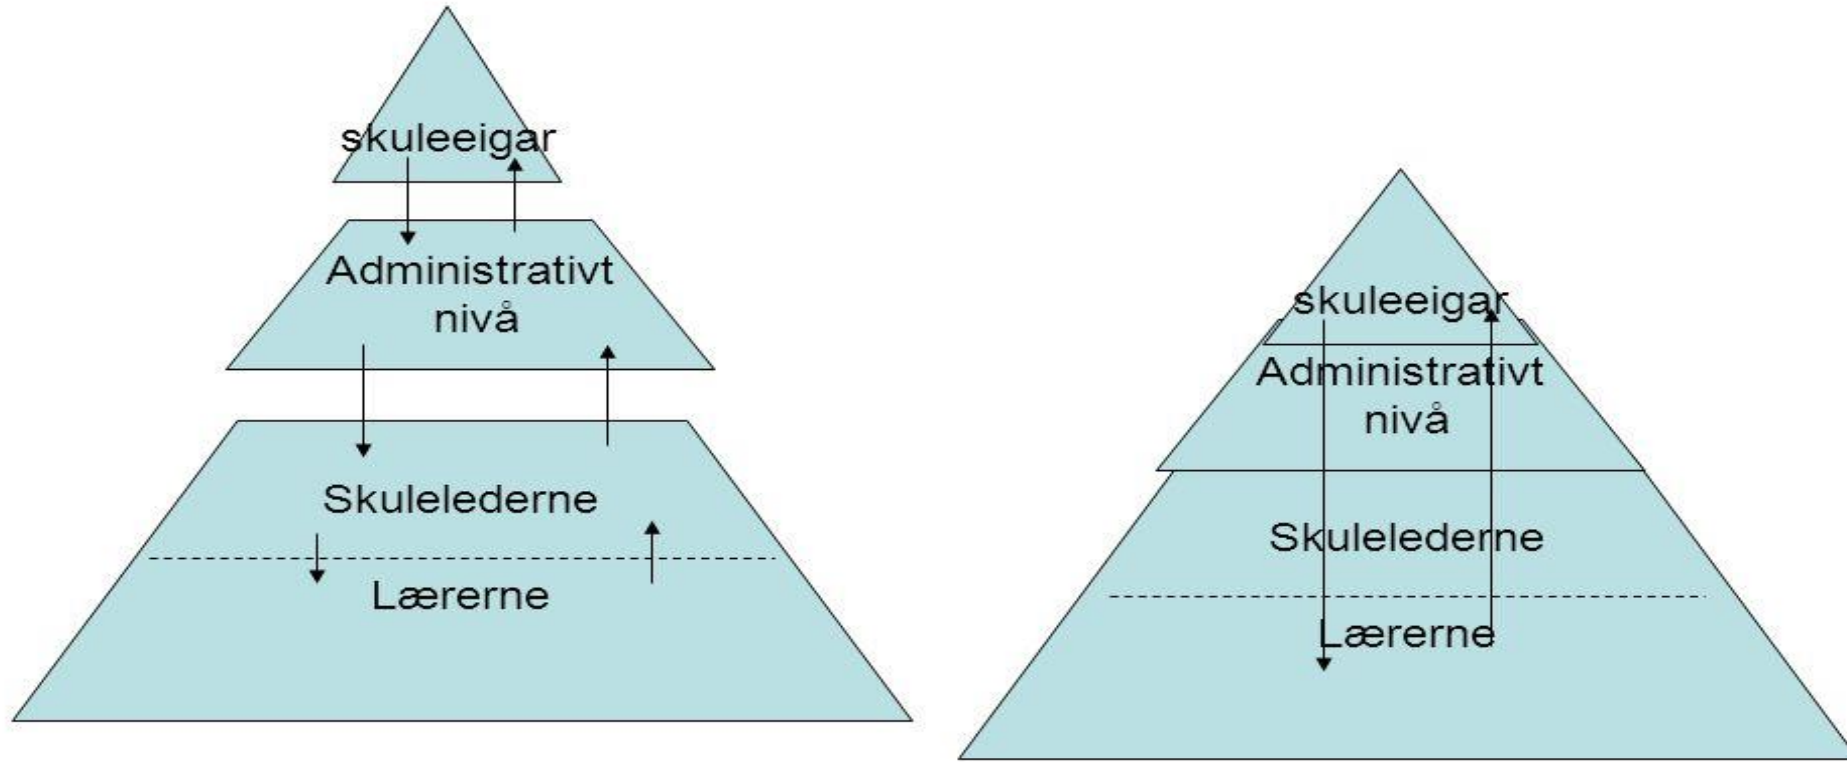 skuleeigar
Administrativt
nivå
Skulelederne
Lærerne
skuleeigar
Administrativt
nivå
Skulelederne
Lærerne